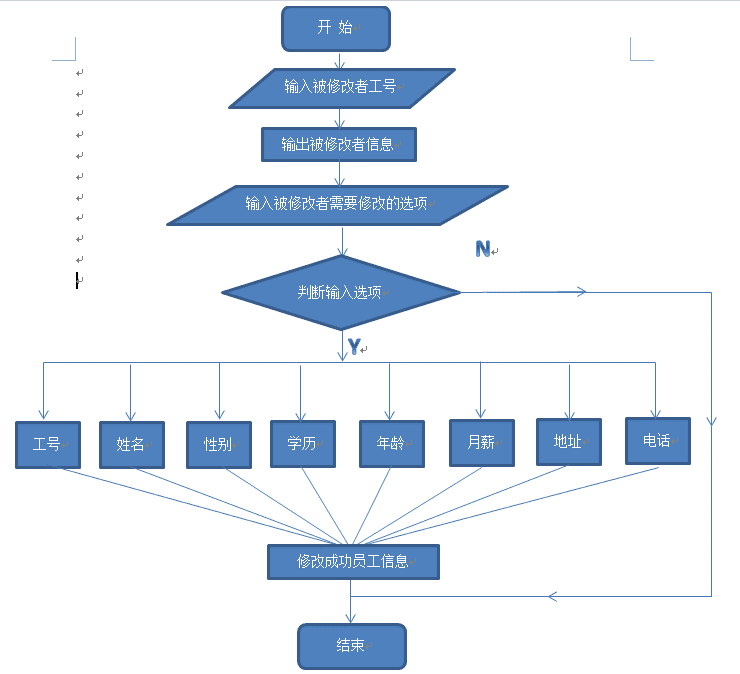 开 始
输入被修改者工号
输出被修改者信息
输入被修改者需要修改的选项
N
判断输入选项
Y
工号
姓名
性别
学历
年龄
月薪
地址
电话
修改成功员工信息
结束